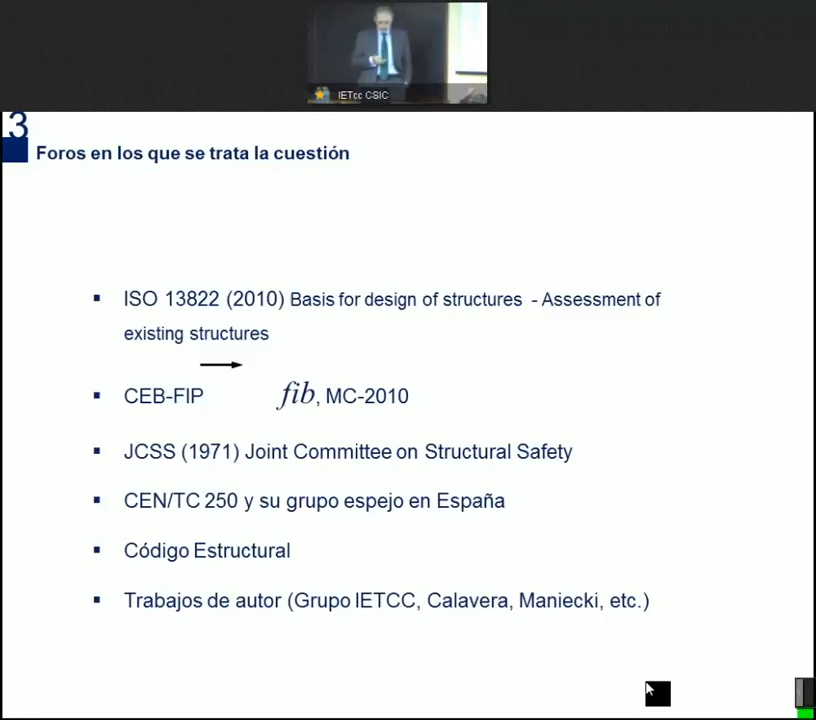 IETcc CSIC
3
Foros en los que se trata la cuestión
▪ ISO 13822 (2010) Basis for design of structures - Assessment of
existing structures
▪ CEB-FIP → fib, MC-2010
▪ JCSS (1971) Joint Committee on Structural Safety
▪ CEN/TC 250 y su grupo espejo en España
▪ Código Estructural
▪ Trabajos de autor (Grupo IETCC, Calavera, Maniecki, etc.)